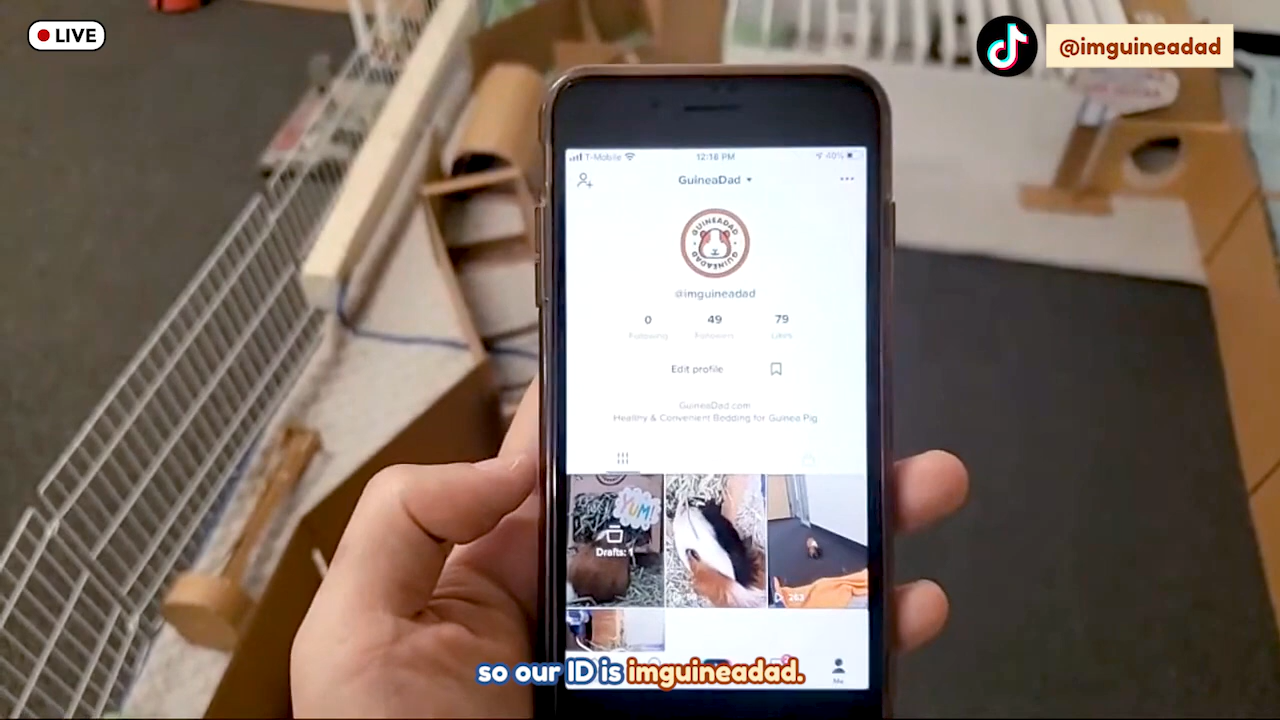 LIVE
@imguineadad
T-Mobile
12:16 PM
40%
GuineaDad
GUINEADAD
GUINEADAD
@imguineadad
0
49
79
Following
Followers
Likes
Edit profile
GuineaDad.com
Healthy & Convenient Bedding for Guinea Pig
YUM!
Drafts: 1
263
so our ID is imguineadad.
Me